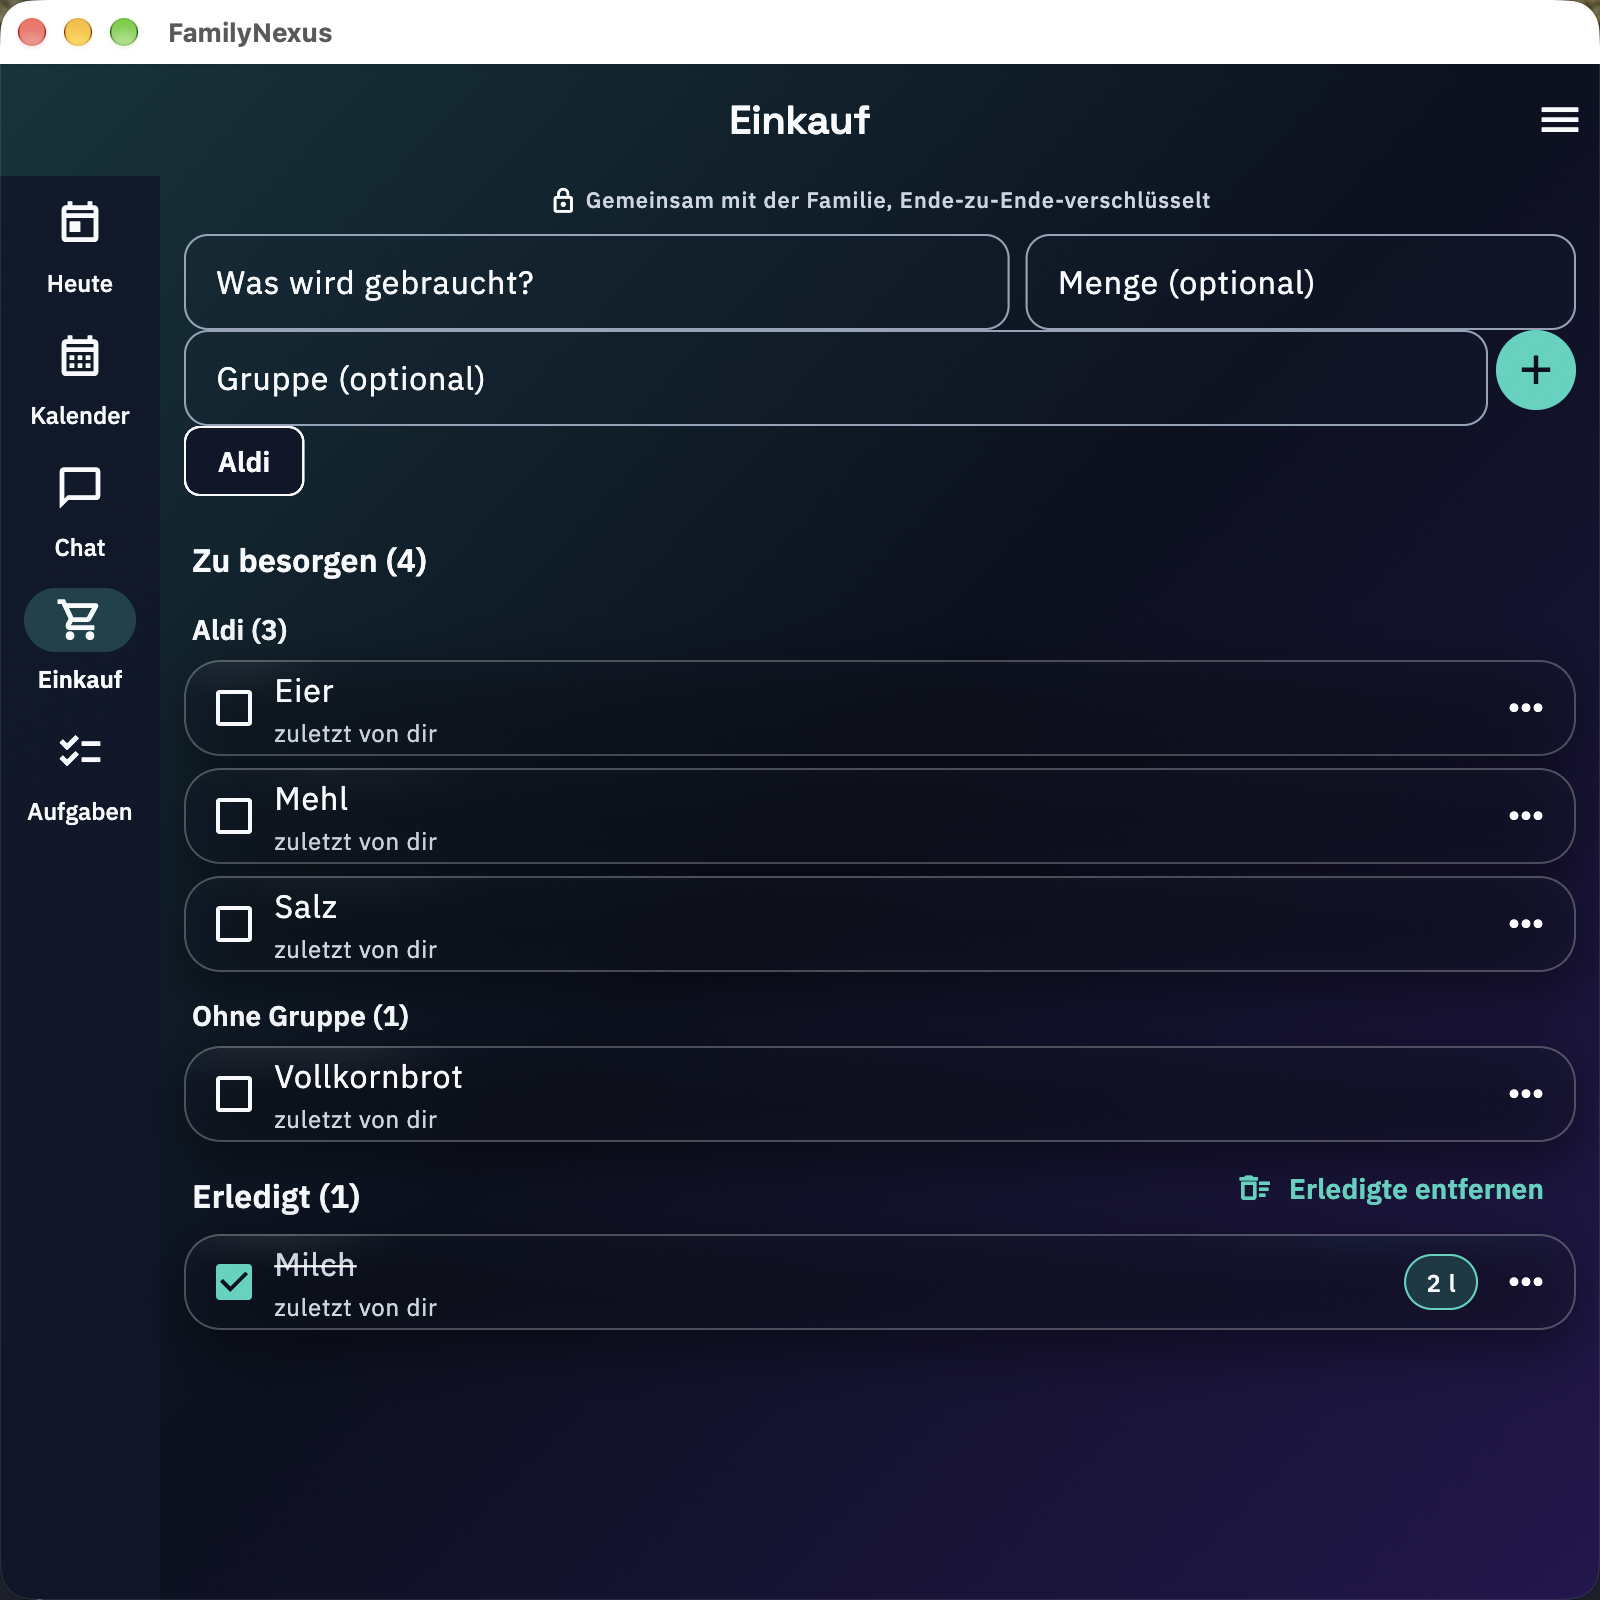 FamilyNexus
Einkauf
Gemeinsam mit der Familie, Ende-zu-Ende-verschlüsselt
Heute
Kalender
Chat
Einkauf
Aufgaben
Was wird gebraucht?
Menge (optional)
Gruppe (optional)
Aldi
Zu besorgen (4)
Aldi (3)
Eier
zuletzt von dir
Mehl
zuletzt von dir
Salz
zuletzt von dir
Ohne Gruppe (1)
Vollkornbrot
zuletzt von dir
Erledigt (1)
Erledigte entfernen
Milch
zuletzt von dir
2 l